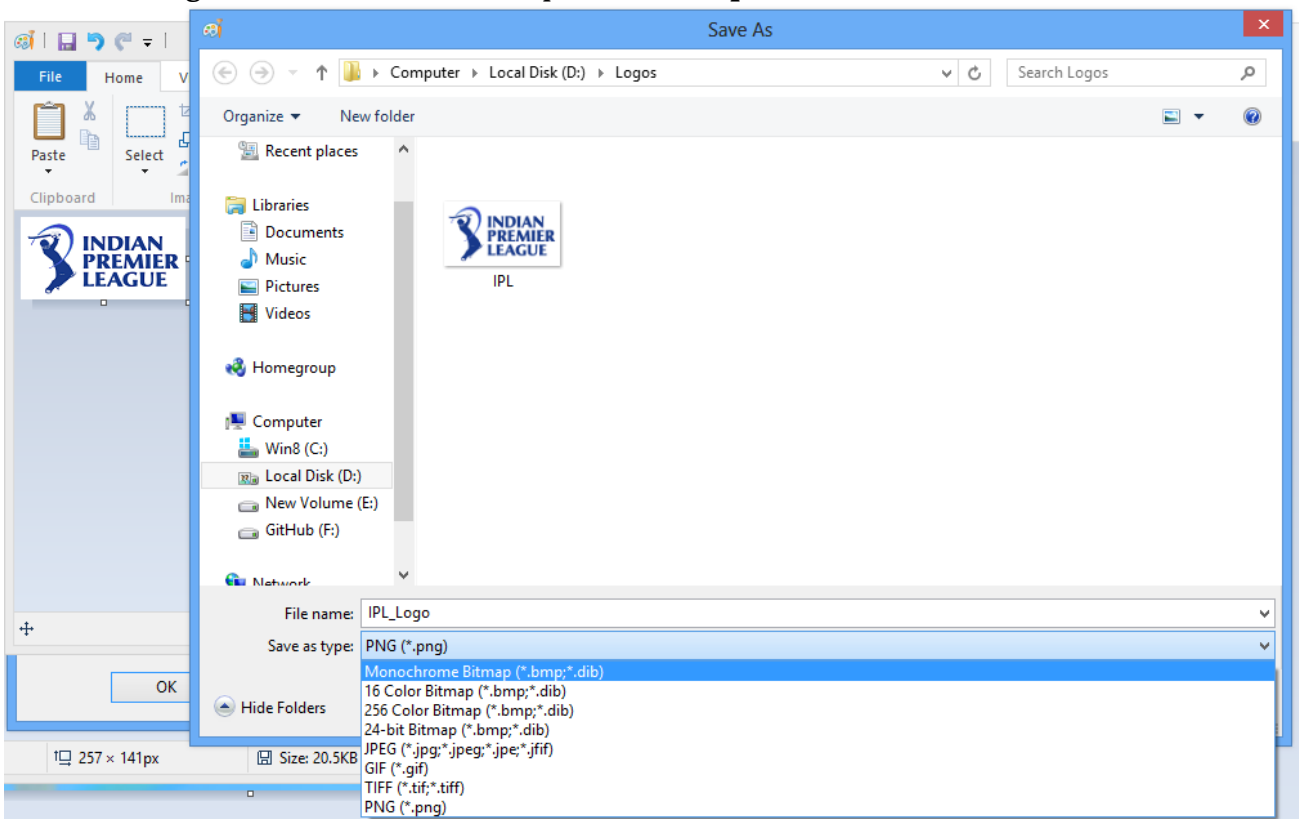 Save As
File
Home
V
Computer
Local Disk (D:)
Logos
Search Logos
Organize
New folder
Paste
Select
Clipboard
Ima
INDIAN
PREMIER
LEAGUE
Recent places
Libraries
Documents
Music
Pictures
Videos
Homegroup
Computer
Win8 (C:)
Local Disk (D:)
New Volume (E:)
GitHub (F:)
Network
INDIAN
PREMIER
LEAGUE
IPL
File name: IPL_Logo
Save as type: PNG (*.png)
Monochrome Bitmap (*.bmp;*.dib)
16 Color Bitmap (*.bmp;*.dib)
256 Color Bitmap (*.bmp;*.dib)
24-bit Bitmap (*.bmp;*.dib)
JPEG (*.jpg;*.jpeg;*.jpe;*.jfif)
GIF (*.gif)
TIFF (*.tif;*.tiff)
PNG (*.png)
OK
Hide Folders
257 × 141px
Size: 20.5KB